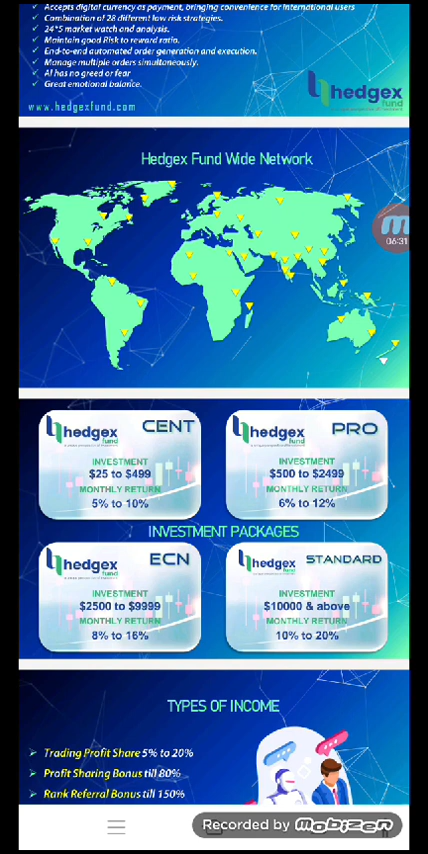 Accepts digital currency as payment, bringing convenience for international users
Combination of 28 different low risk strategies.
24*5 market watch and analysis.
Maintain good Risk to reward ratio.
End-to-end automated order generation and execution.
Manage multiple orders simultaneously.
AI has no greed or fear
Great emotional balance.
hedgex
fund
www.hedgexfund.com
Hedgex Fund Wide Network
06:31
hedgex
fund
CENT
INVESTMENT
$25 to $499
MONTHLY RETURN
5% to 10%
hedgex
fund
PRO
INVESTMENT
$500 to $2499
MONTHLY RETURN
6% to 12%
INVESTMENT PACKAGES
hedgex
fund
ECN
INVESTMENT
$2500 to $9999
MONTHLY RETURN
8% to 16%
hedgex
fund
STANDARD
INVESTMENT
$10000 & above
MONTHLY RETURN
10% to 20%
TYPES OF INCOME
Trading Profit Share 5% to 20%
Profit Sharing Bonus till 80%
Rank Referral Bonus till 150%
Recorded by mobizen